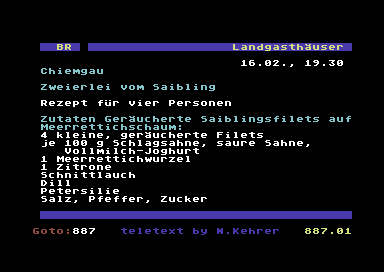 BR Landgasthäuser
16.02., 19.30
Chiemgau
Zweierlei vom Saibling
Rezept für vier Personen
Zutaten Geräucherte Saiblingsfilets auf
Meerrettichschaum:
4 kleine, geräucherte Filets
je 100 g Schlagsahne, saure Sahne,
Vollmilch-Joghurt
1 Meerrettichwurzel
1 Zitrone
Schnittlauch
Dill
Petersilie
Salz, Pfeffer, Zucker
Goto:887 teletext by N.Kehrer 887.01